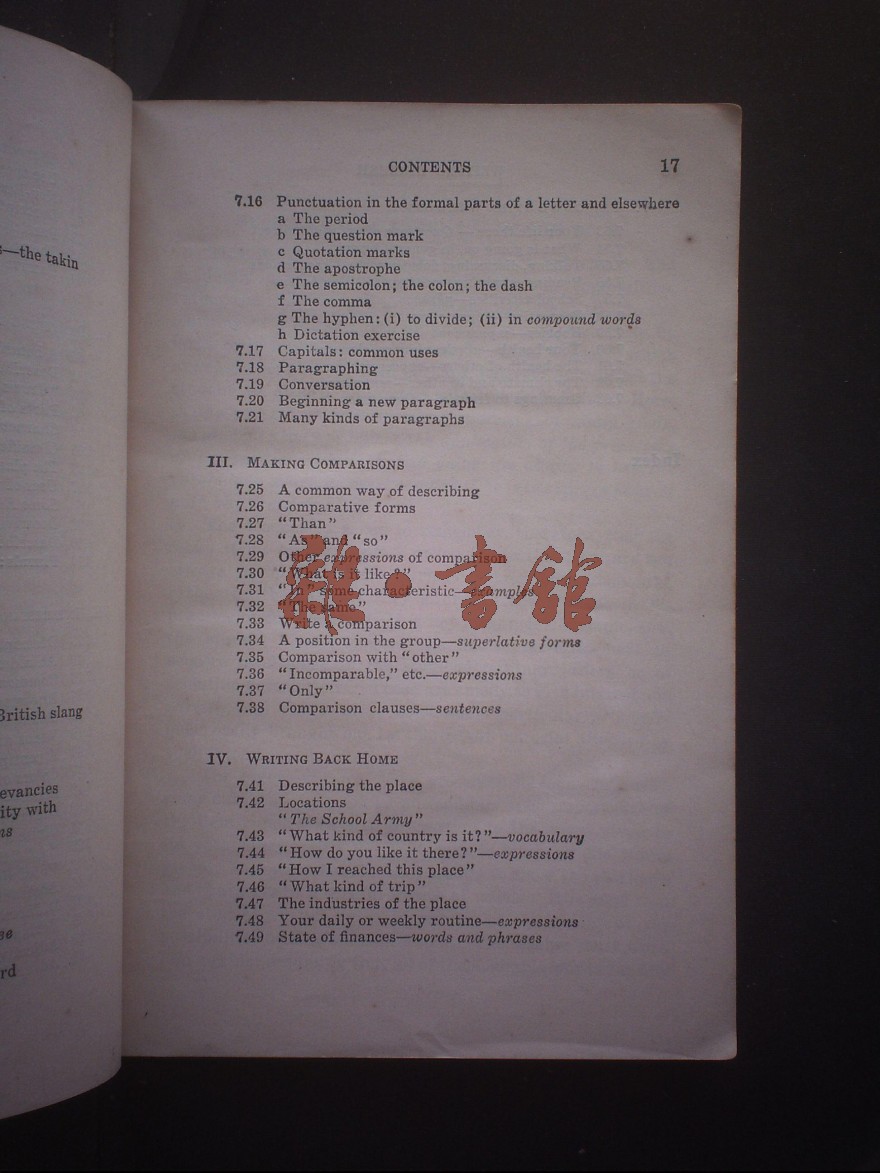 —the takin
British slang
evancies
ity with
rd
CONTENTS 17
7.16 Punctuation in the formal parts of a letter and elsewhere
a The period
b The question mark
c Quotation marks
d The apostrophe
e The semicolon; the colon; the dash
f The comma
g The hyphen: (i) to divide; (ii) in compound words
h Dictation exercise
7.17 Capitals: common uses
7.18 Paragraphing
7.19 Conversation
7.20 Beginning a new paragraph
7.21 Many kinds of paragraphs
III. MAKING COMPARISONS
7.25 A common way of describing
7.26 Comparative forms
7.27 “Than”
7.28 “As” and “so”
7.29 Other expressions of comparison
7.30 “What is it like?”
7.31 “In” some characteristic—examples
7.32 “The same”
7.33 Write a comparison
7.34 A position in the group—superlative forms
7.35 Comparison with “other”
7.36 “Incomparable,” etc.—expressions
7.37 “Only”
7.38 Comparison clauses—sentences
IV. WRITING BACK HOME
7.41 Describing the place
7.42 Locations
“The School Army”
7.43 “What kind of country is it?”—vocabulary
7.44 “How do you like it there?”—expressions
7.45 “How I reached this place”
7.46 “What kind of trip”
7.47 The industries of the place
7.48 Your daily or weekly routine—expressions
7.49 State of finances—words and phrases
雜·書館